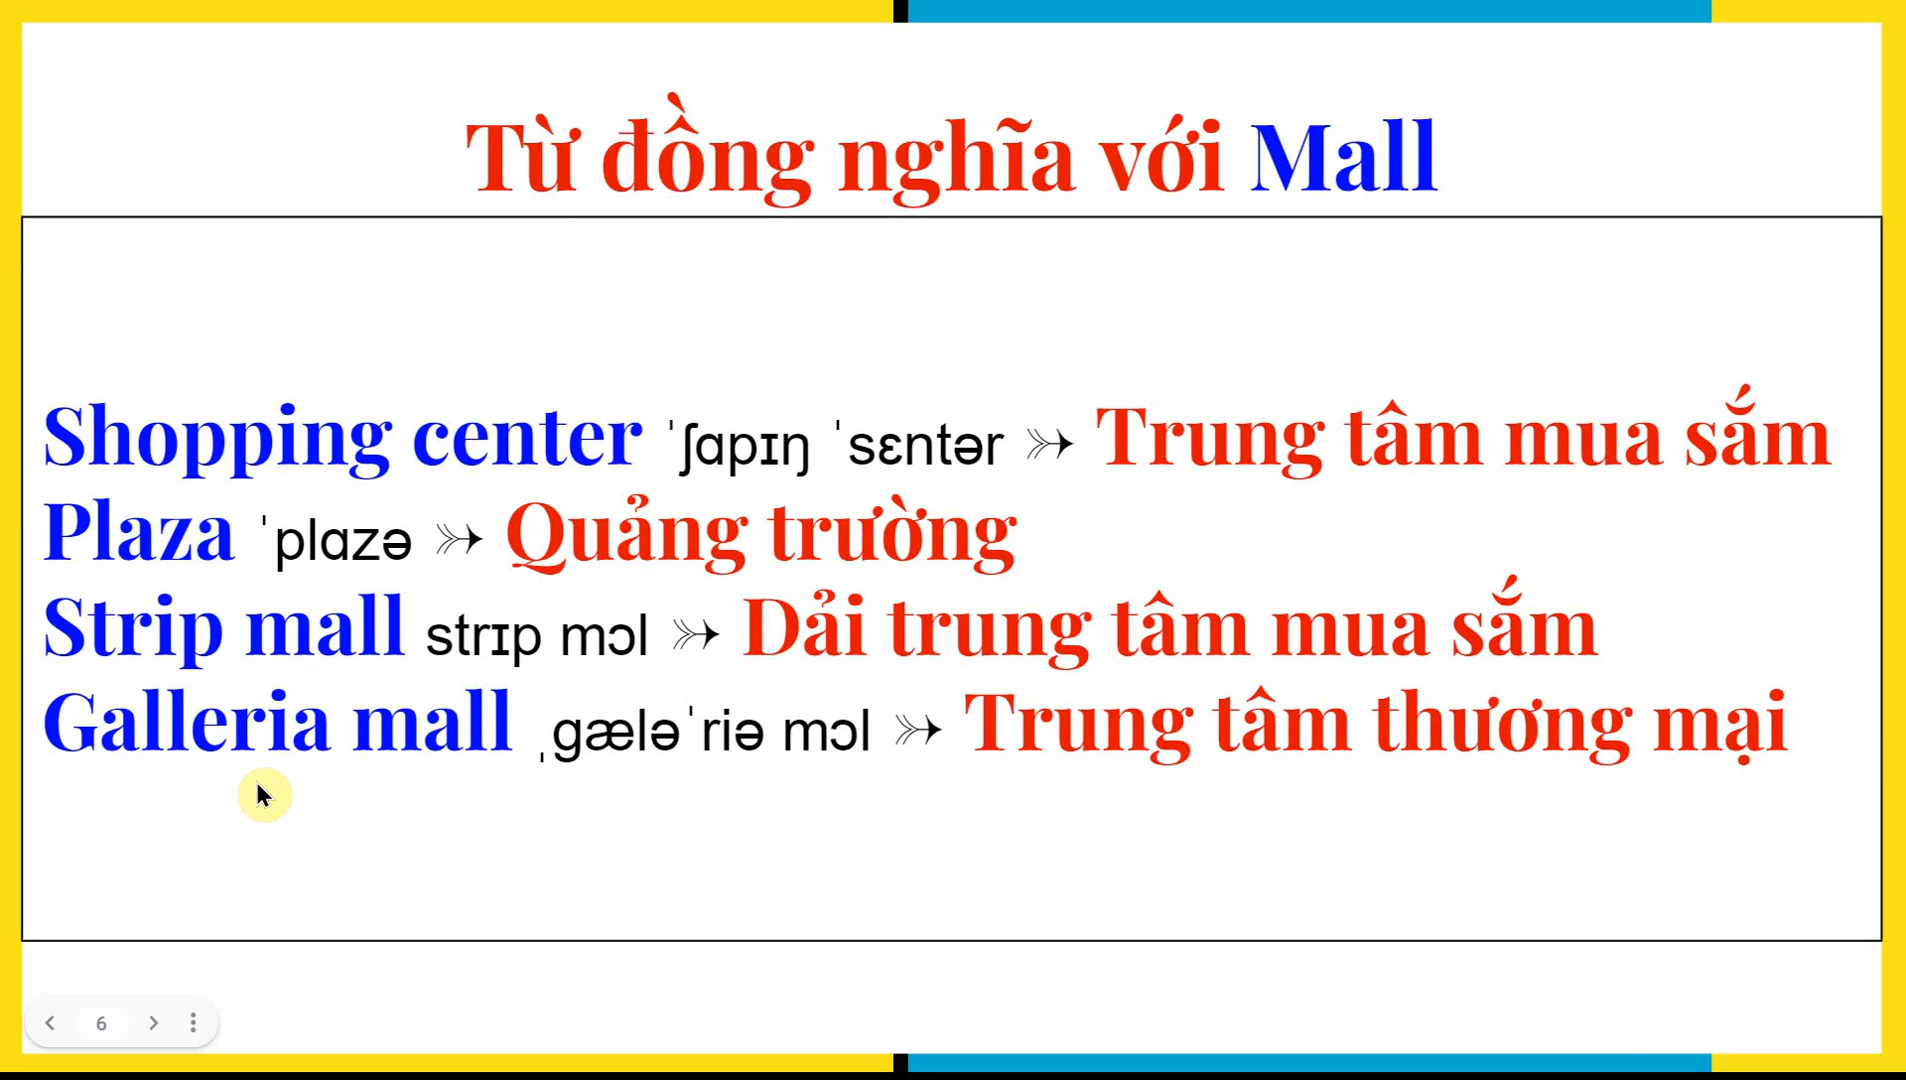 Từ đồng nghĩa với Mall
Shopping center ˈʃɑpɪŋ ˈsɛntər ➳ Trung tâm mua sắm
Plaza ˈplɑzə ➳ Quảng trường
Strip mall strɪp mɔl ➳ Dải trung tâm mua sắm
Galleria mall ˌgæləˈriə mɔl ➳ Trung tâm thương mại
6